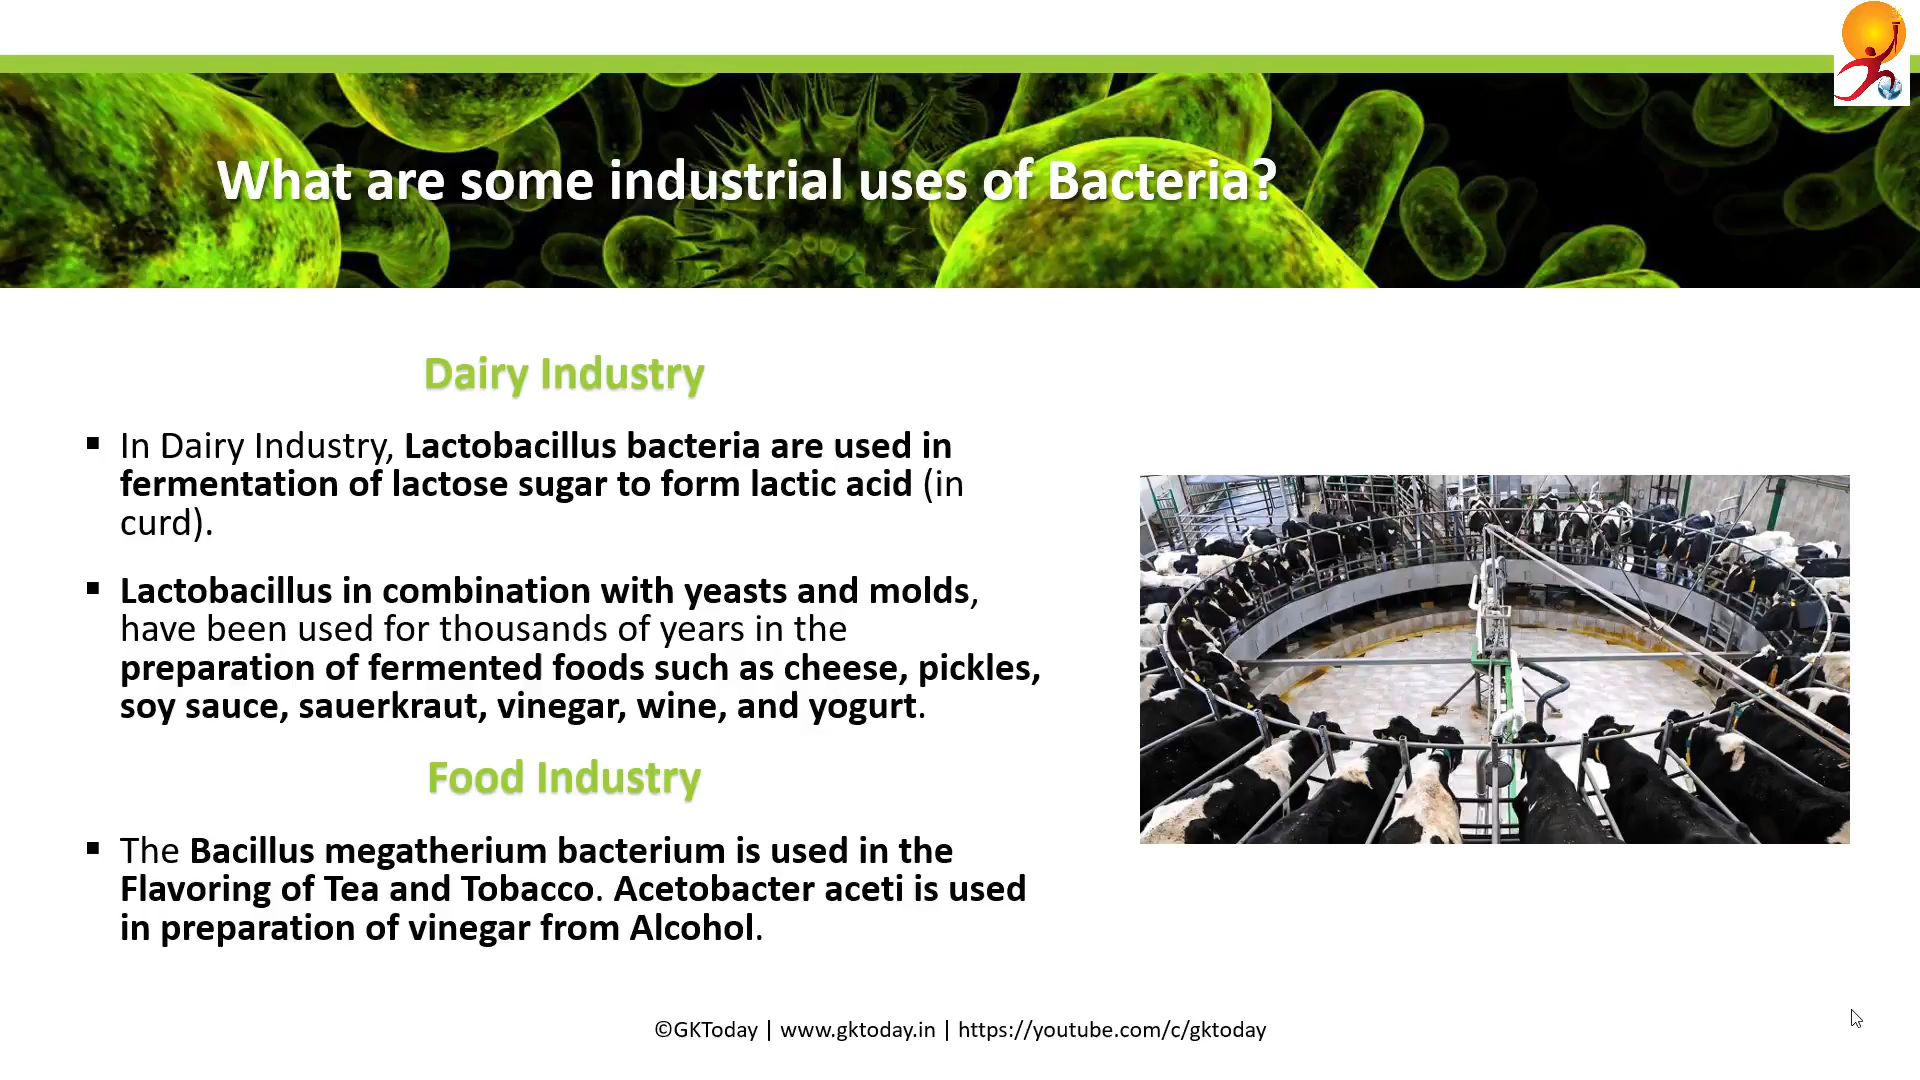 What are some industrial uses of Bacteria?
Dairy Industry
▪ In Dairy Industry, Lactobacillus bacteria are used in
fermentation of lactose sugar to form lactic acid (in
curd).
▪ Lactobacillus in combination with yeasts and molds,
have been used for thousands of years in the
preparation of fermented foods such as cheese, pickles,
soy sauce, sauerkraut, vinegar, wine, and yogurt.
Food Industry
▪ The Bacillus megatherium bacterium is used in the
Flavoring of Tea and Tobacco. Acetobacter aceti is used
in preparation of vinegar from Alcohol.
©GKToday | www.gktoday.in | https://youtube.com/c/gktoday